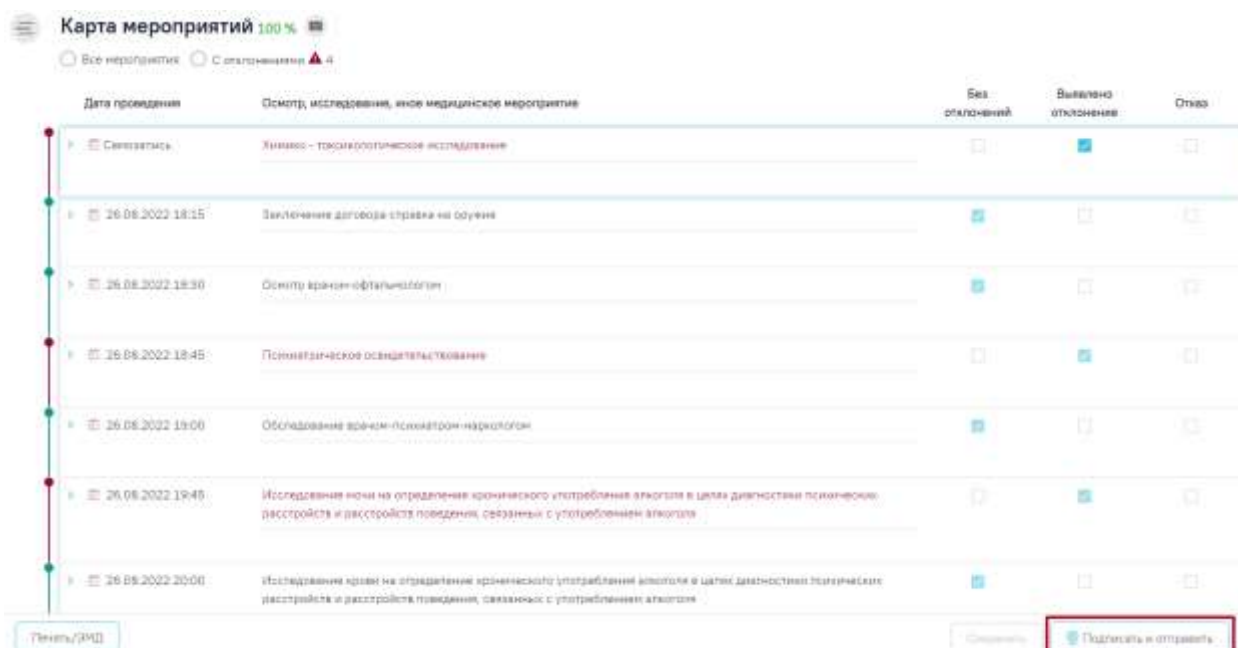 Карта мероприятий 100 %
Все мероприятия С отклонениями 4
Дата проведения Осмотр, исследование, иное медицинское мероприятие Без отклонений Выявлено отклонение Отказ
Самозапись Химико - токсикологическое исследование
26.08.2022 18:15 Заключение договора справка на оружие
26.08.2022 18:30 Осмотр врачом-офтальмологом
26.08.2022 18:45 Психиатрическое освидетельствование
26.08.2022 19:00 Обследование врачом-психиатром-наркологом
26.08.2022 19:45 Исследование мочи на определение хронического употребления алкоголя в целях диагностики психических
расстройств и расстройств поведения, связанных с употреблением алкоголя
26.08.2022 20:00 Исследование крови на определение хронического употребления алкоголя в целях диагностики психических
расстройств и расстройств поведения, связанных с употреблением алкоголя
Печать/ЭМД Сохранить Подписать и отправить